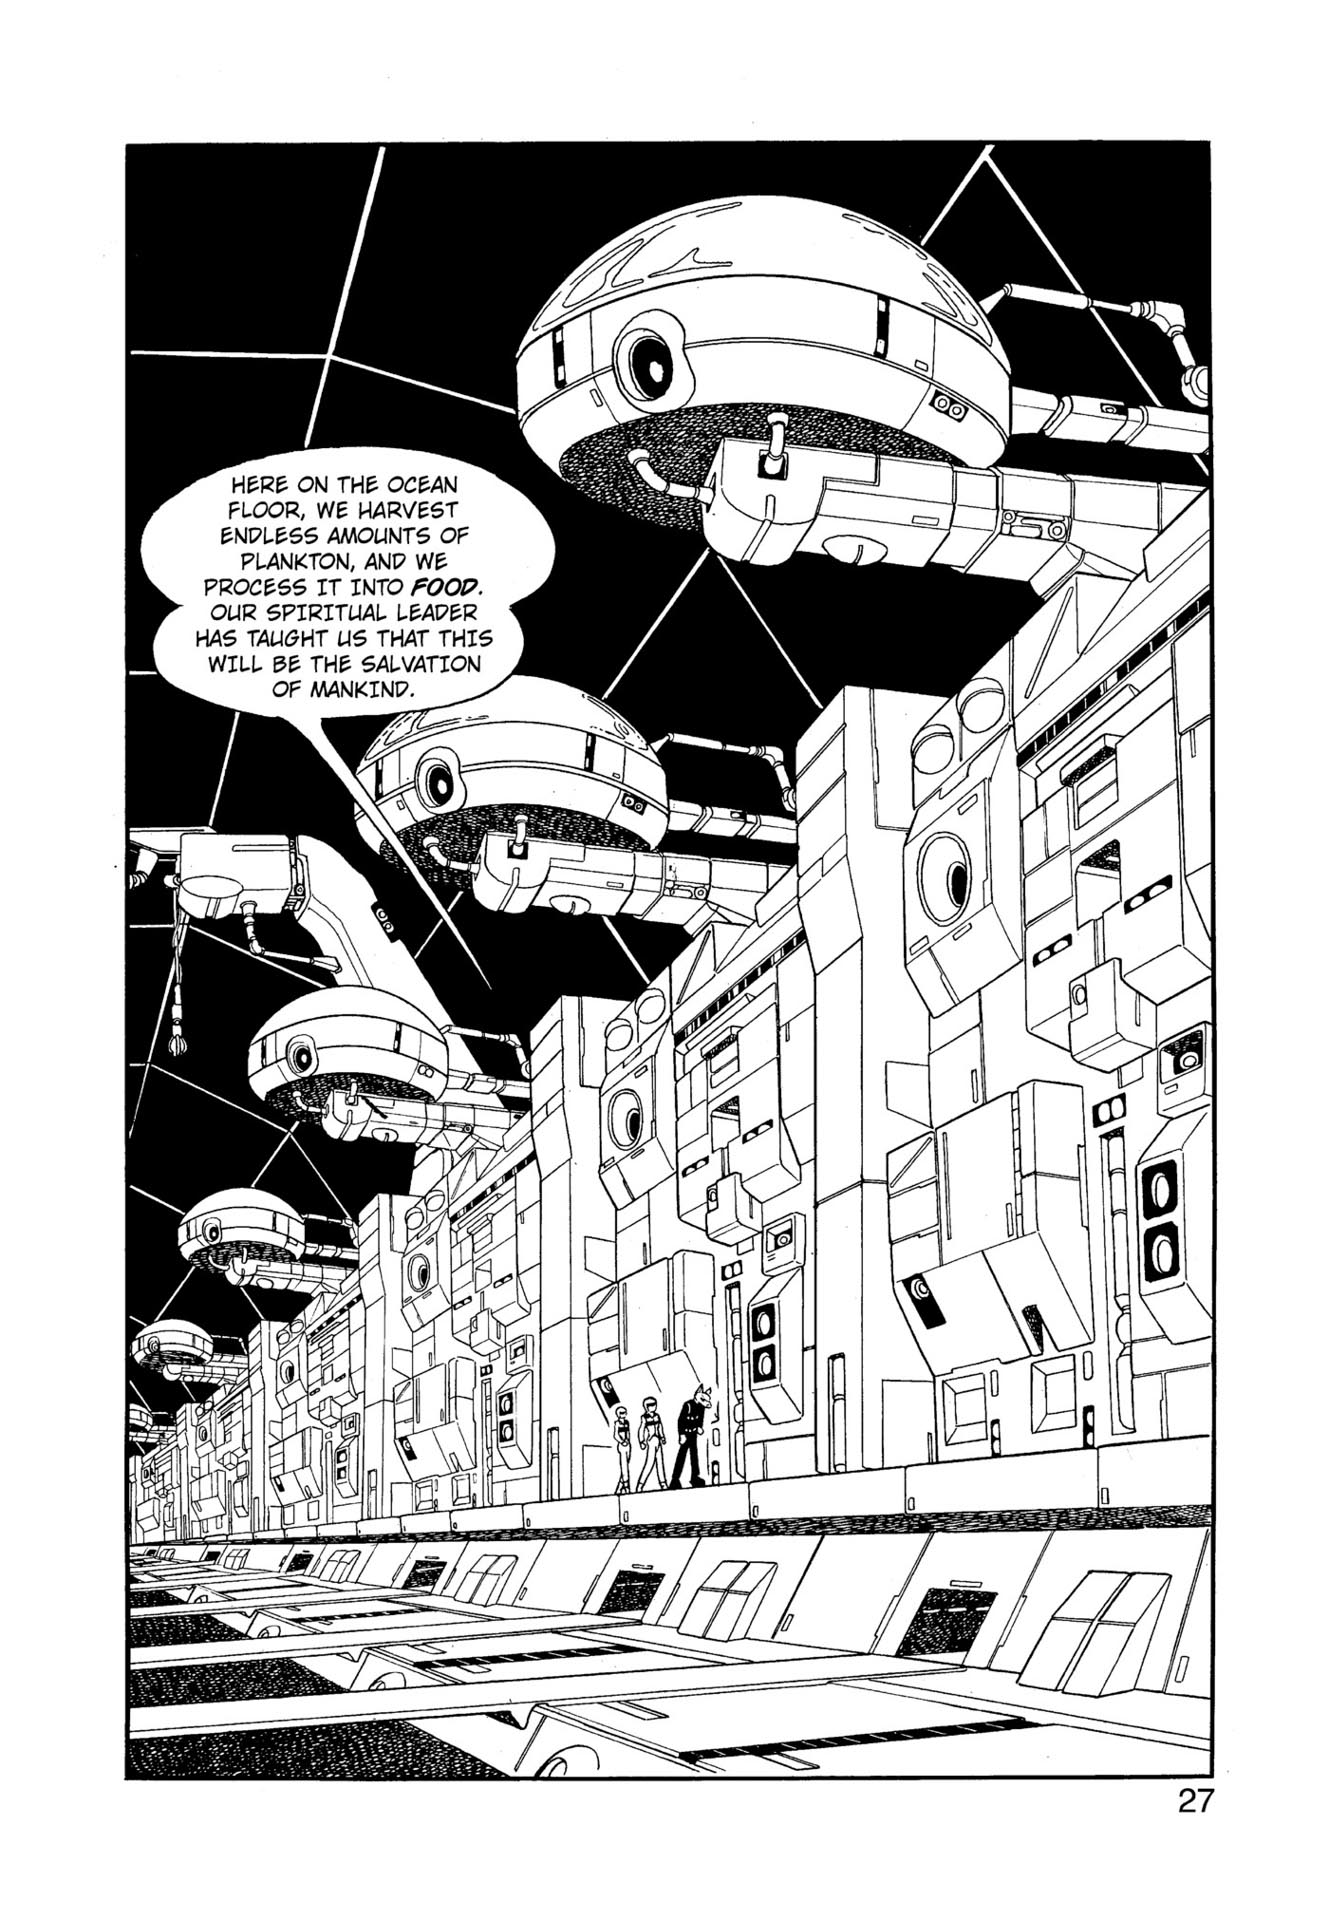 HERE ON THE OCEAN
FLOOR, WE HARVEST
ENDLESS AMOUNTS OF
PLANKTON, AND WE
PROCESS IT INTO FOOD.
OUR SPIRITUAL LEADER
HAS TAUGHT US THAT THIS
WILL BE THE SALVATION
OF MANKIND.
27